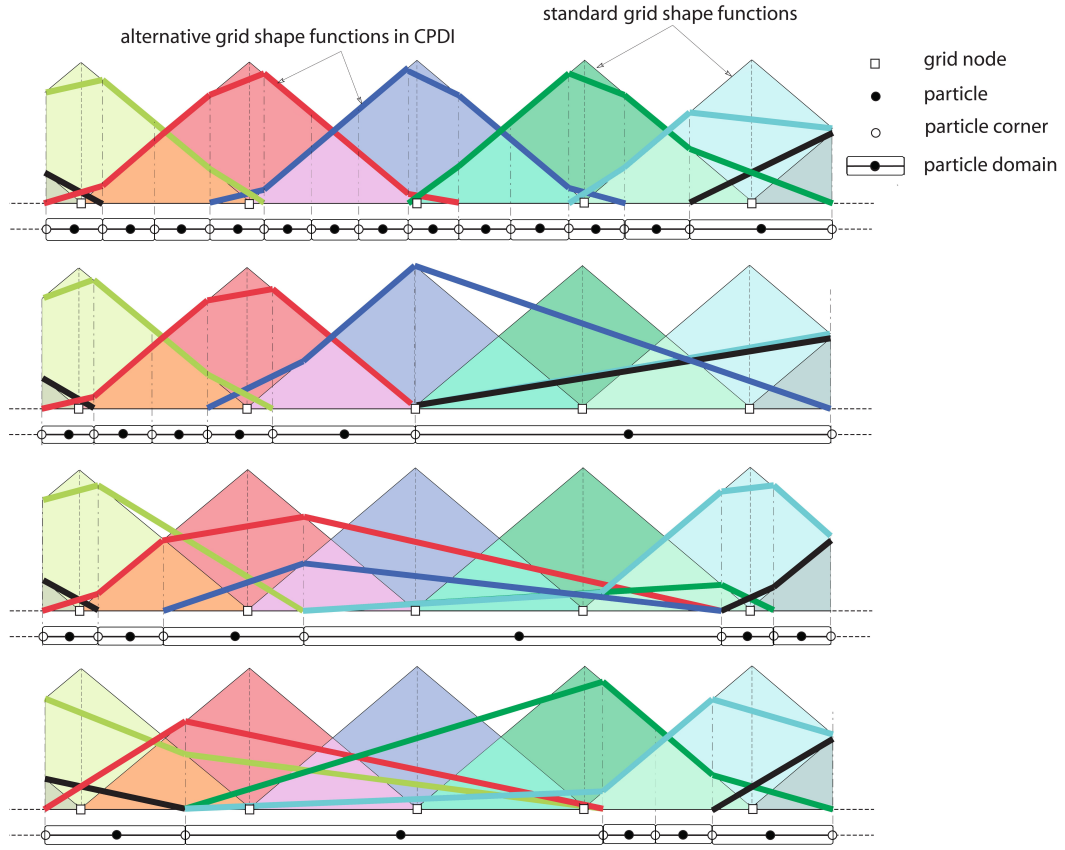 standard grid shape functions
alternative grid shape functions in CPDI
grid node
particle
particle corner
particle domain